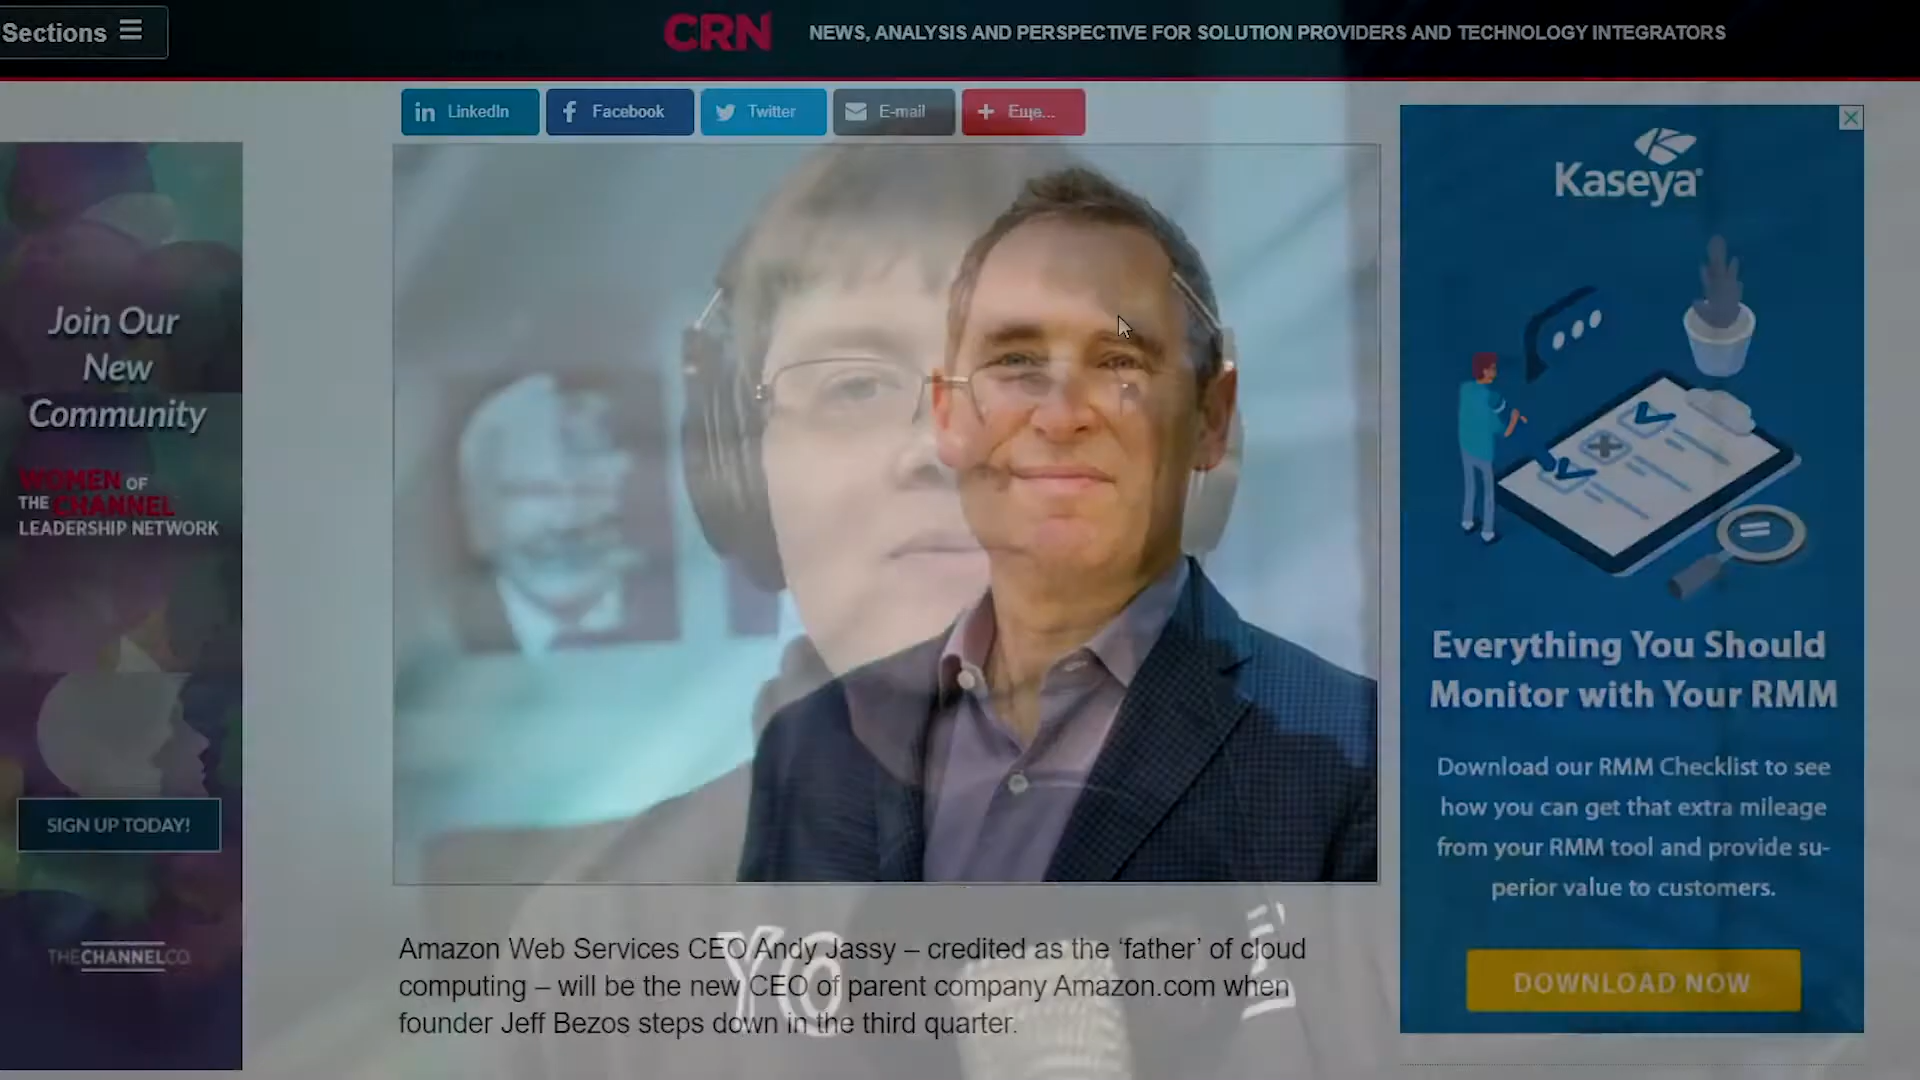 Sections
CRN
NEWS, ANALYSIS AND PERSPECTIVE FOR SOLUTION PROVIDERS AND TECHNOLOGY INTEGRATORS
in LinkedIn
f Facebook
Twitter
E-mail
+ Еще...
Join Our
New
Community
WOMEN OF
THE CHANNEL
LEADERSHIP NETWORK
SIGN UP TODAY!
THECHANNELCO
Kaseya
Everything You Should
Monitor with Your RMM
Download our RMM Checklist to see
how you can get that extra mileage
from your RMM tool and provide su-
perior value to customers.
DOWNLOAD NOW
Amazon Web Services CEO Andy Jassy – credited as the ‘father’ of cloud
computing – will be the new CEO of parent company Amazon.com when
founder Jeff Bezos steps down in the third quarter.
YO